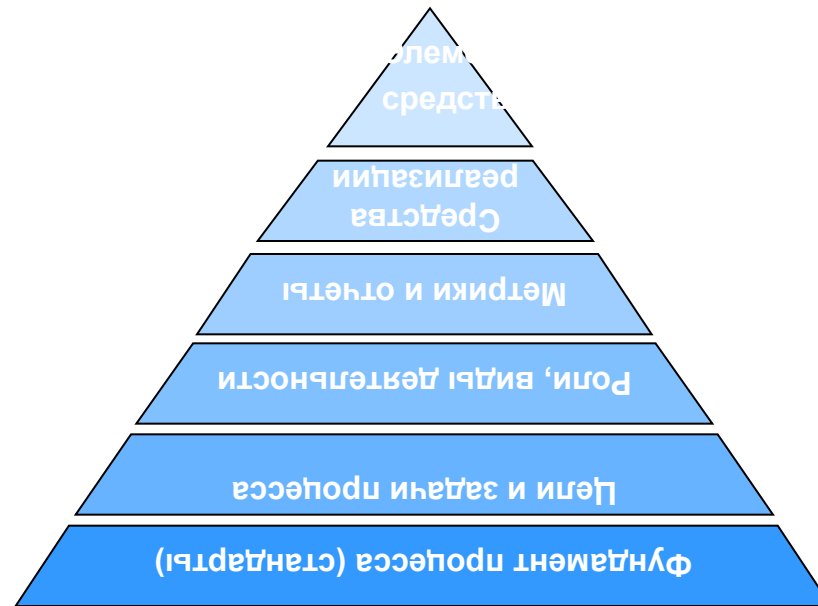 Средства
реализации
Метрики и отчеты
Роли, виды деятельности
Цели и задачи процесса
Фундамент процесса (стандарты)